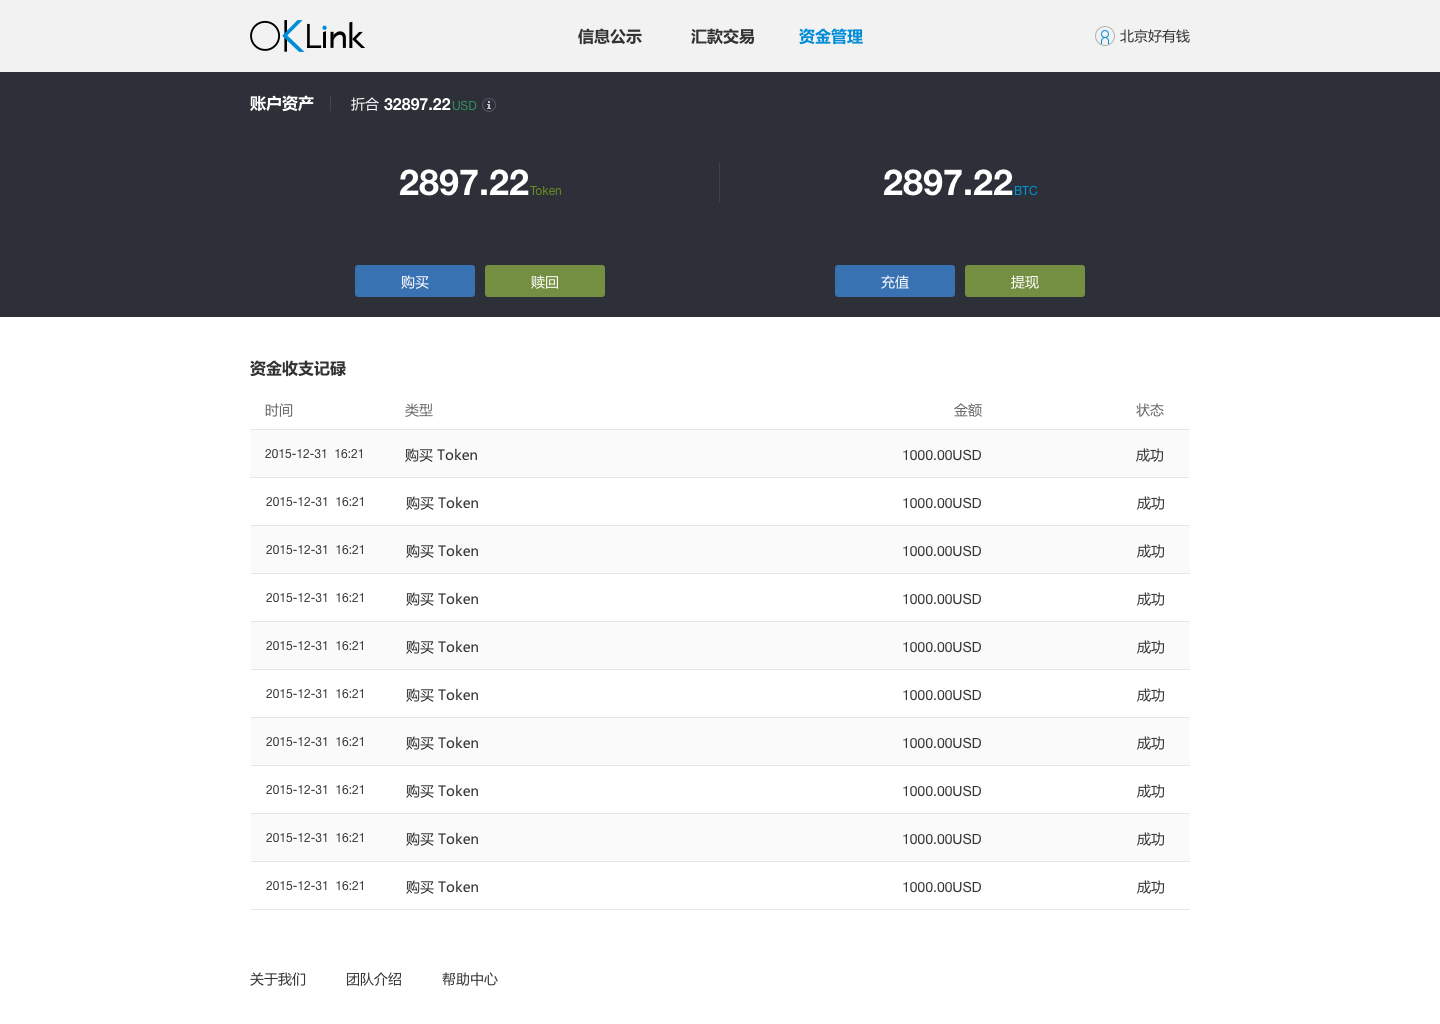 OKLink 信息公示 汇款交易 资金管理 北京好有钱
账户资产 折合 32897.22 USD
2897.22 Token 2897.22 BTC
购买 赎回 充值 提现
资金收支记碌
时间 类型 金额 状态
2015-12-31 16:21 购买 Token 1000.00USD 成功
2015-12-31 16:21 购买 Token 1000.00USD 成功
2015-12-31 16:21 购买 Token 1000.00USD 成功
2015-12-31 16:21 购买 Token 1000.00USD 成功
2015-12-31 16:21 购买 Token 1000.00USD 成功
2015-12-31 16:21 购买 Token 1000.00USD 成功
2015-12-31 16:21 购买 Token 1000.00USD 成功
2015-12-31 16:21 购买 Token 1000.00USD 成功
2015-12-31 16:21 购买 Token 1000.00USD 成功
2015-12-31 16:21 购买 Token 1000.00USD 成功
关于我们 团队介绍 帮助中心